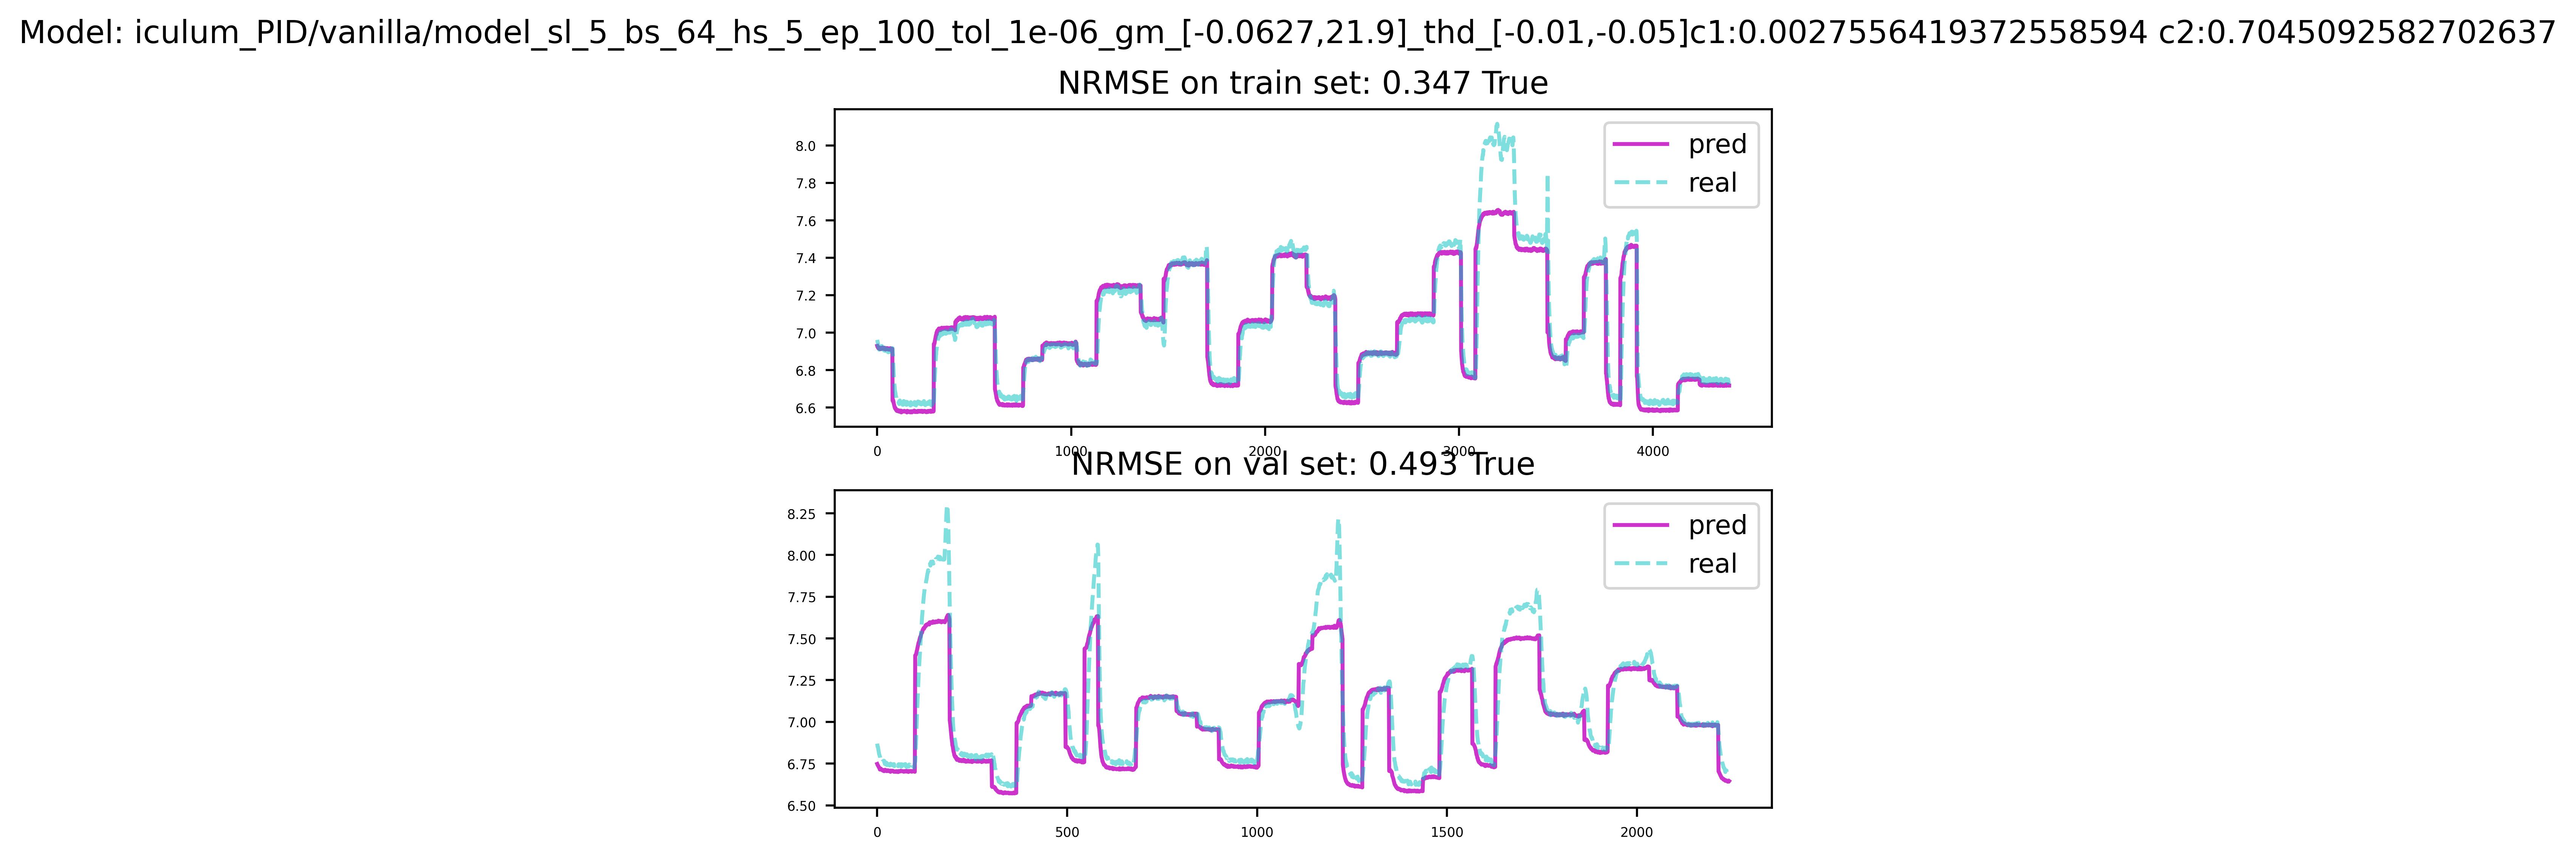 Model: iculum_PID/vanilla/model_sl_5_bs_64_hs_5_ep_100_tol_1e-06_gm_[-0.0627,21.9]_thd_[-0.01,-0.05]c1:0.0027556419372558594 c2:0.7045092582702637
NRMSE on train set: 0.347 True
pred
real
8.0
7.8
7.6
7.4
7.2
7.0
6.8
6.6
0 1000 2000 3000 4000
NRMSE on val set: 0.493 True
pred
real
8.25
8.00
7.75
7.50
7.25
7.00
6.75
6.50
0 500 1000 1500 2000